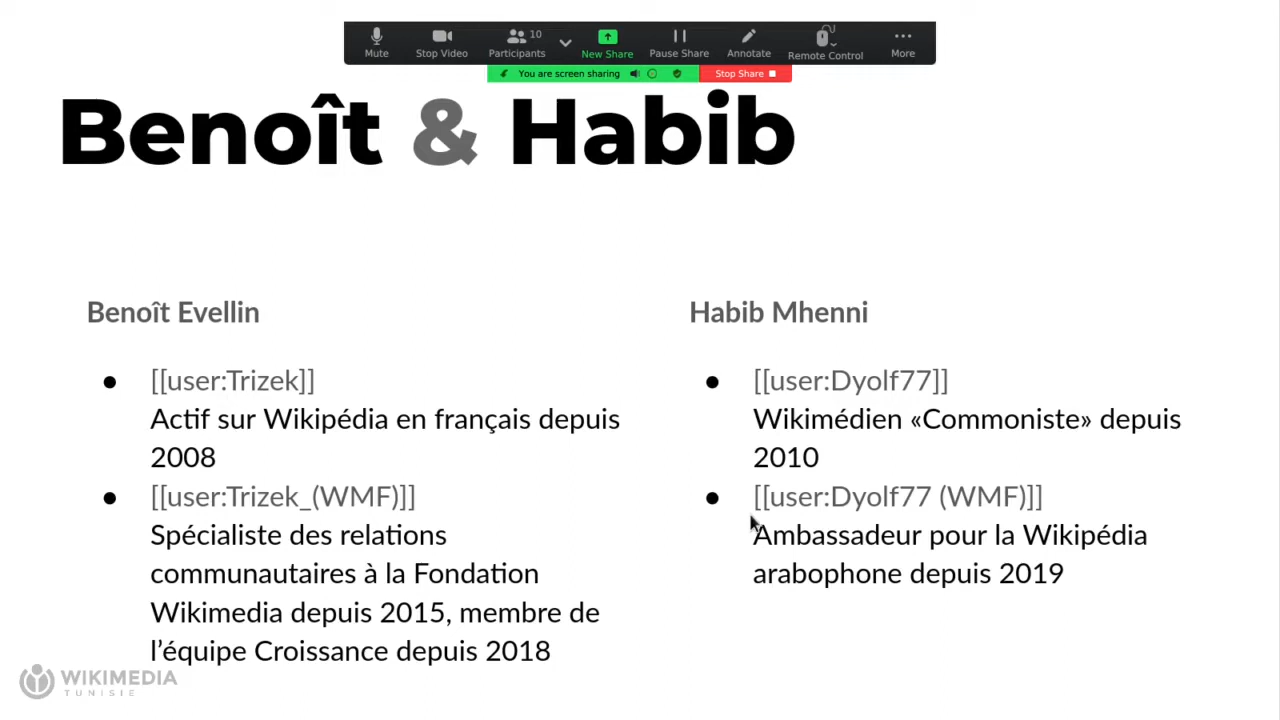 Mute
Stop Video
Participants
10
New Share
Pause Share
Annotate
Remote Control
More
You are screen sharing
Stop Share
Benoît & Habib
Benoît Evellin
● [[user:Trizek]]
Actif sur Wikipédia en français depuis
2008
● [[user:Trizek_(WMF)]]
Spécialiste des relations
communautaires à la Fondation
Wikimedia depuis 2015, membre de
l’équipe Croissance depuis 2018
Habib Mhenni
● [[user:Dyolf77]]
Wikimédien «Commoniste» depuis
2010
● [[user:Dyolf77 (WMF)]]
Ambassadeur pour la Wikipédia
arabophone depuis 2019
WIKIMEDIA
TUNISIE